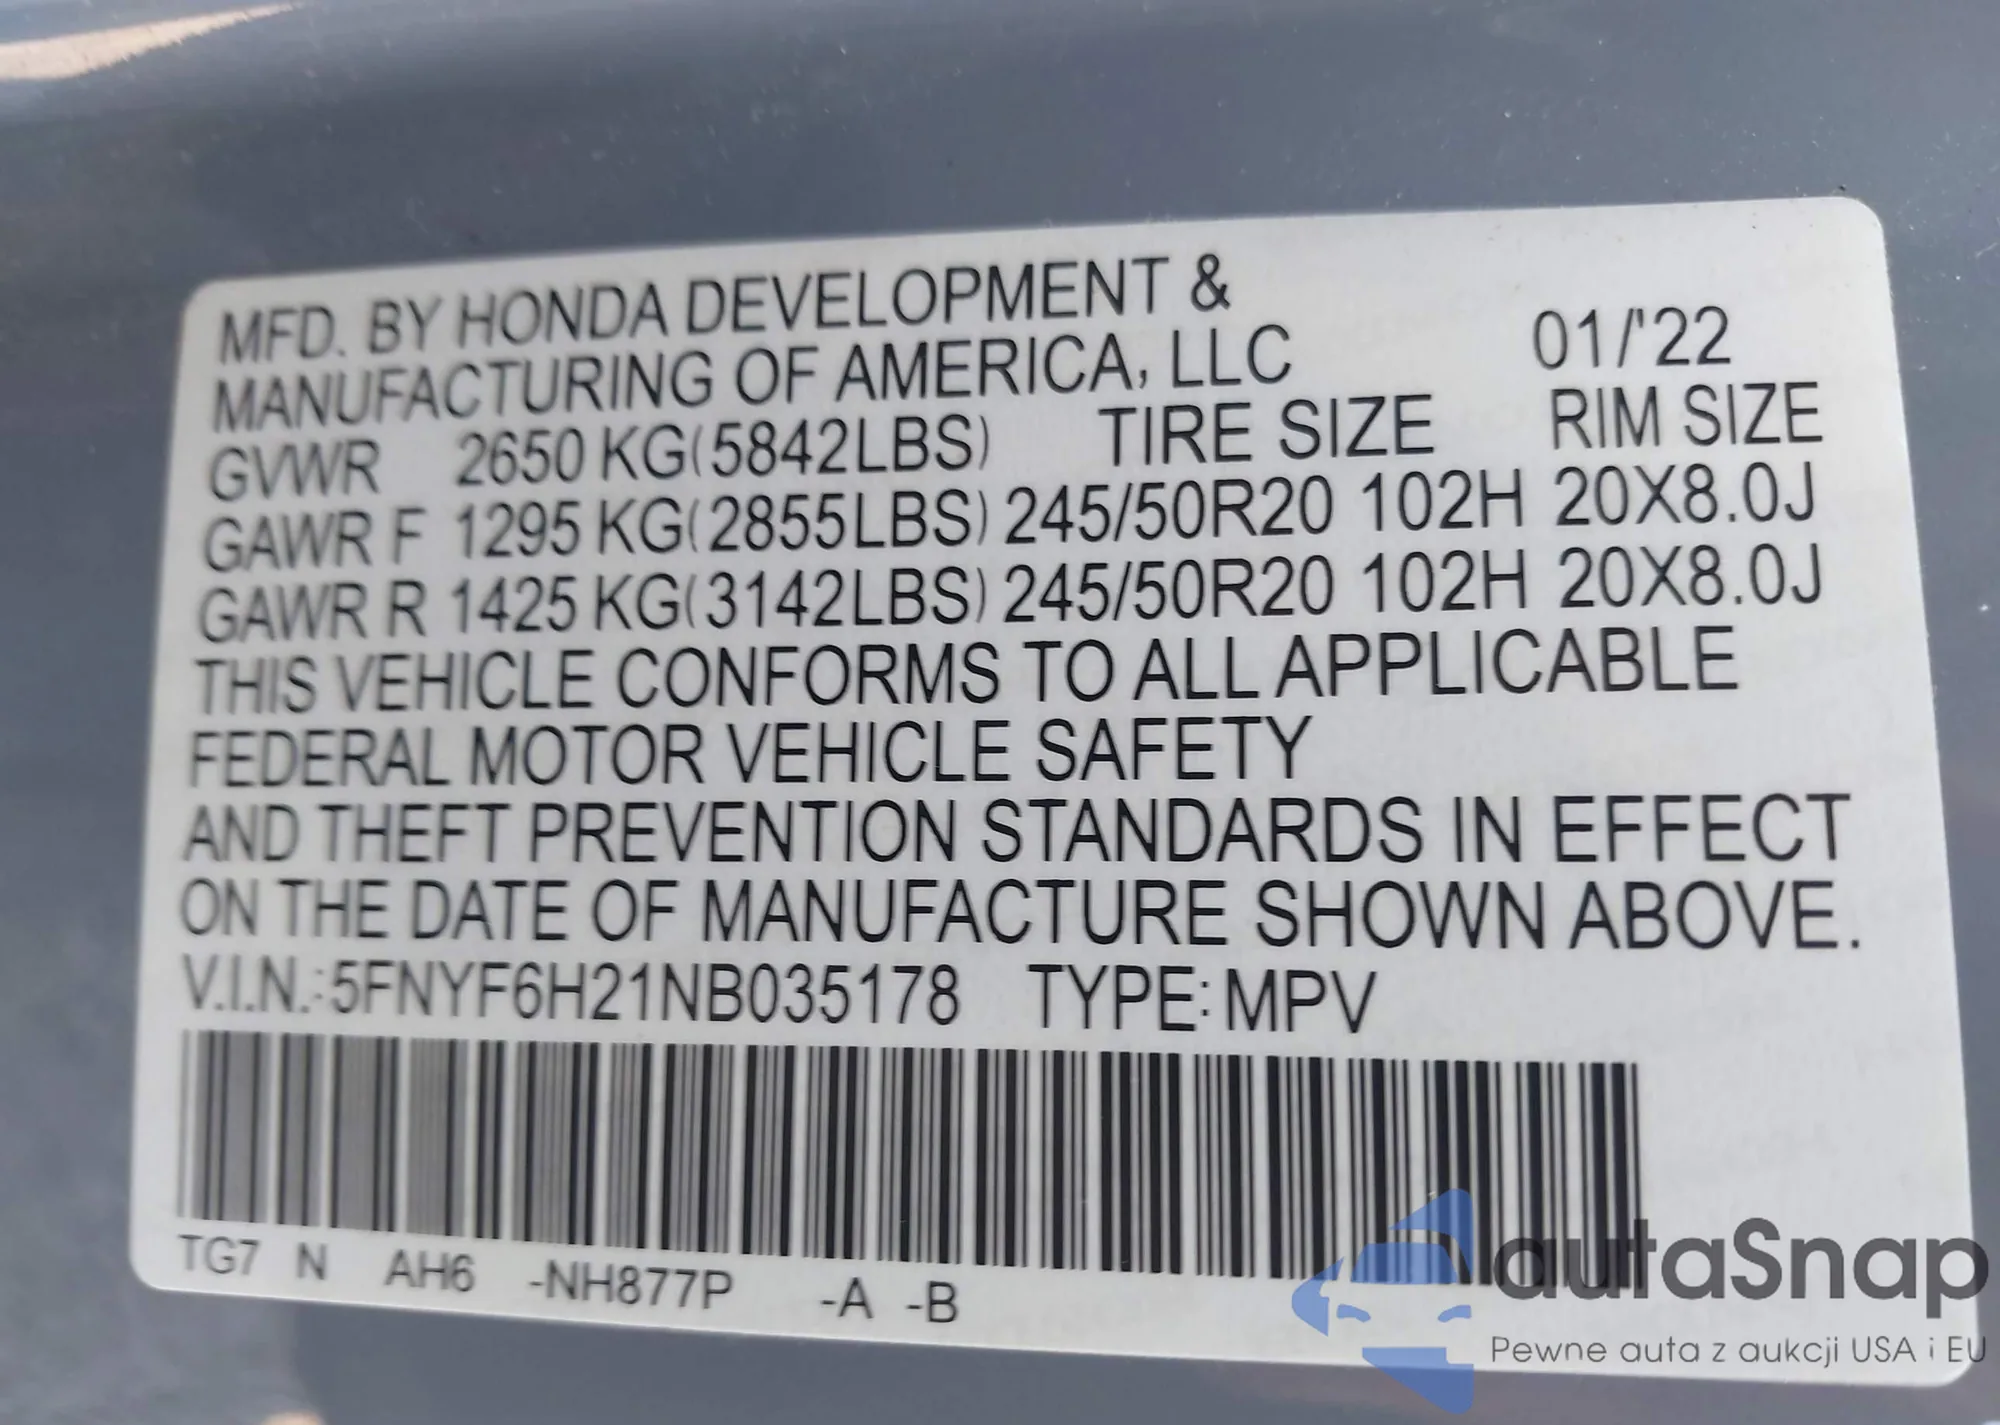 MFD. BY HONDA DEVELOPMENT &
MANUFACTURING OF AMERICA, LLC 01/'22
GVWR 2650 KG(5842LBS) TIRE SIZE RIM SIZE
GAWR F 1295 KG(2855LBS) 245/50R20 102H 20X8.0J
GAWR R 1425 KG(3142LBS) 245/50R20 102H 20X8.0J
THIS VEHICLE CONFORMS TO ALL APPLICABLE
FEDERAL MOTOR VEHICLE SAFETY
AND THEFT PREVENTION STANDARDS IN EFFECT
ON THE DATE OF MANUFACTURE SHOWN ABOVE.
V.I.N.:5FNYF6H21NB035178 TYPE:MPV
TG7 N AH6 -NH877P -A -B
autaSnap
Pewne auta z aukcji USA i EU